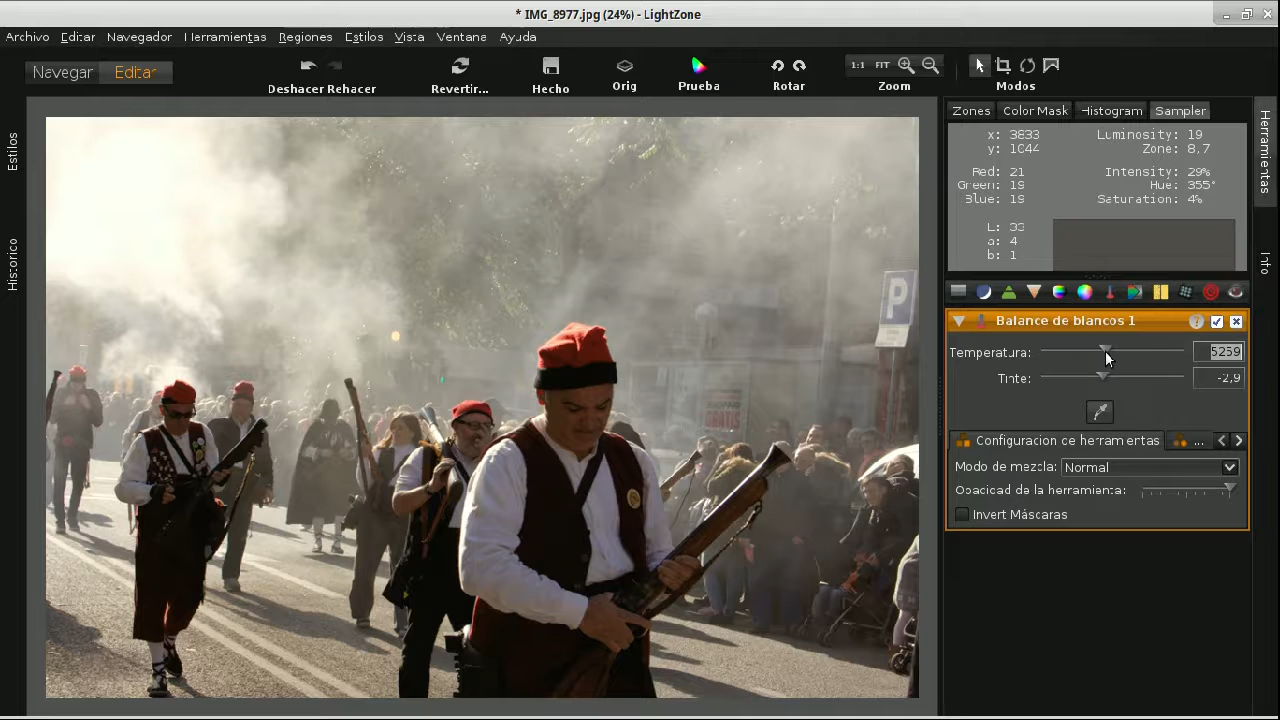 * IMG_8977.jpg (24%) - LightZone
Archivo Editar Navegador Herramientas Regiones Estilos Vista Ventana Ayuda
Navegar Editar
Deshacer Rehacer Revertir... Hecho Orig Prueba Rotar 1:1 FIT Zoom Modos
Estilos
Historico
Zones Color Mask Histogram Sampler
x: 3833 Luminosity: 19
y: 1044 Zone: 8,7
Red: 21 Intensity: 29%
Green: 19 Hue: 355°
Blue: 19 Saturation: 4%
L: 33
a: 4
b: 1
Herramientas
Info
Balance de blancos 1 ?
Temperatura: 5259
Tinte: -2,9
Configuracion de herramientas ...
Modo de mezcla: Normal
Opacidad de la herramienta:
Invert Máscaras
P
GRATIS